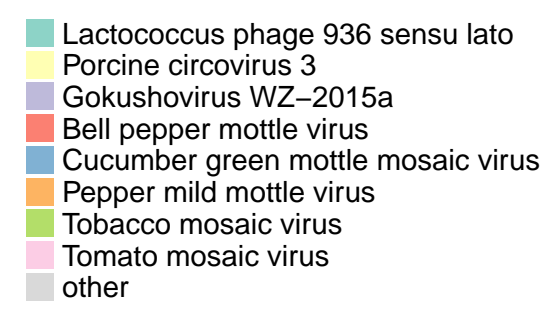 Lactococcus phage 936 sensu lato
Porcine circovirus 3
Gokushovirus WZ−2015a
Bell pepper mottle virus
Cucumber green mottle mosaic virus
Pepper mild mottle virus
Tobacco mosaic virus
Tomato mosaic virus
other